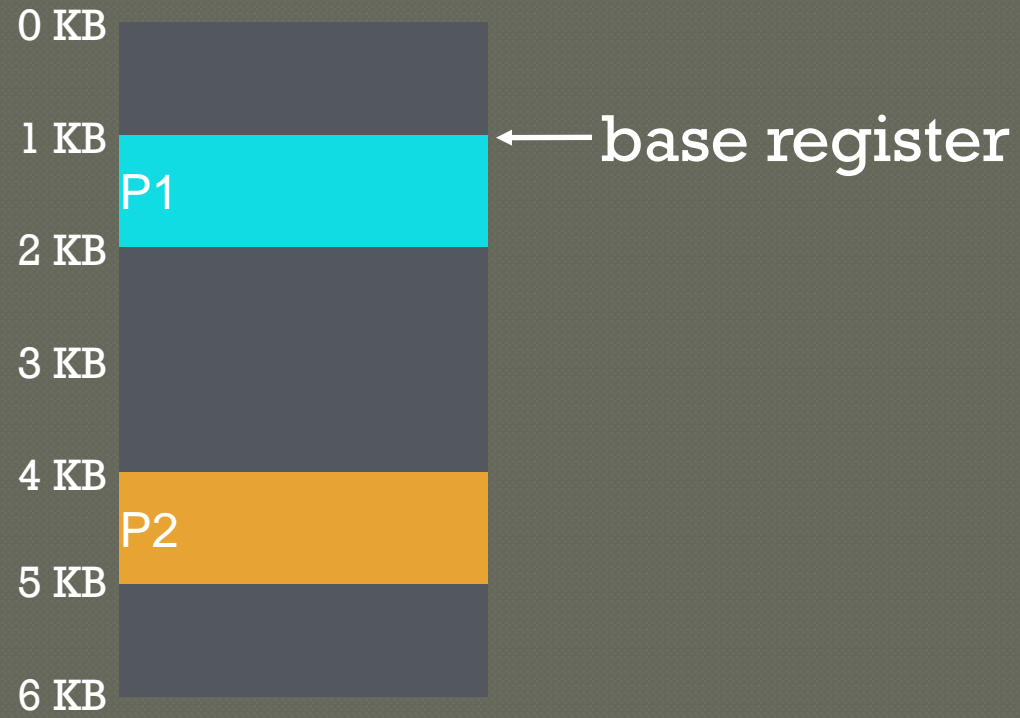 0 KB
1 KB
base register
P1
2 KB
3 KB
4 KB
P2
5 KB
6 KB